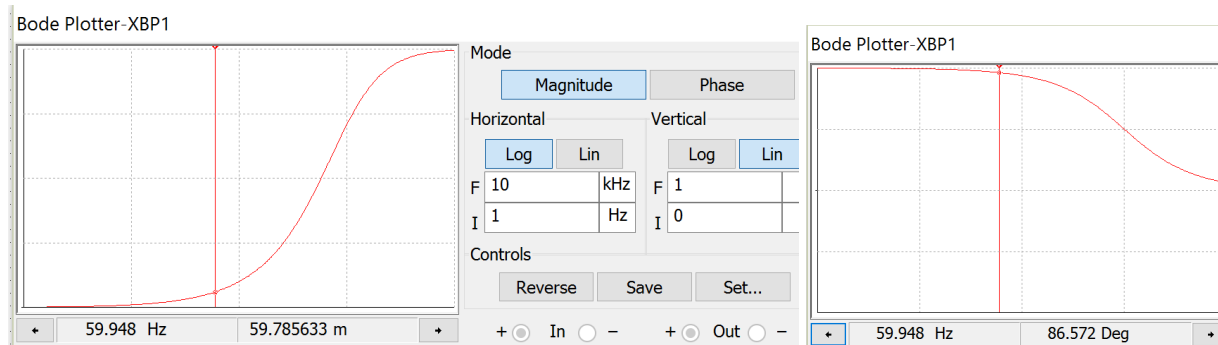 Bode Plotter-XBP1
Mode
Magnitude Phase
Horizontal Vertical
Log Lin Log Lin
F 10 kHz F 1
I 1 Hz I 0
Controls
Reverse Save Set...
59.948 Hz 59.785633 m
+ In − + Out −
Bode Plotter-XBP1
59.948 Hz 86.572 Deg